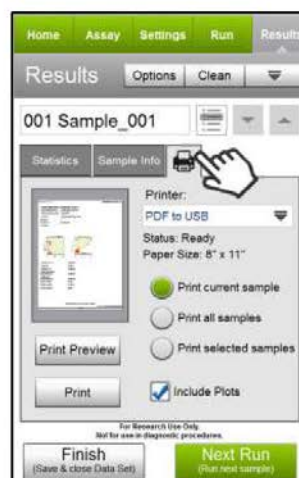 Home Assay Settings Run Results
Results Options Clean
001 Sample_001
Statistics Sample Info
Printer:
PDF to USB
Status: Ready
Paper Size: 8" x 11"
Print current sample
Print all samples
Print selected samples
Print Preview
Print
Include Plots
For Research Use Only.
Not for use in diagnostic procedures.
Finish
(Save & close Data Set)
Next Run
(Run next sample)